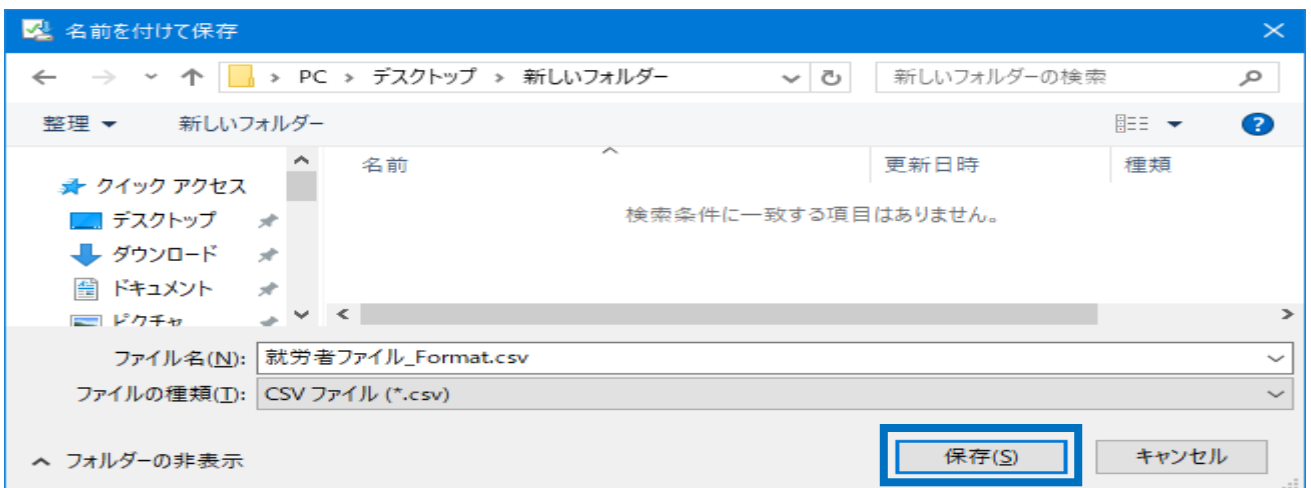 名前を付けて保存
PC > デスクトップ > 新しいフォルダー 新しいフォルダーの検索
整理 新しいフォルダー
名前 更新日時 種類
クイック アクセス
検索条件に一致する項目はありません。
デスクトップ
ダウンロード
ドキュメント
ピクチャ
ファイル名(N): 就労者ファイル_Format.csv
ファイルの種類(T): CSV ファイル (*.csv)
フォルダーの非表示 保存(S) キャンセル